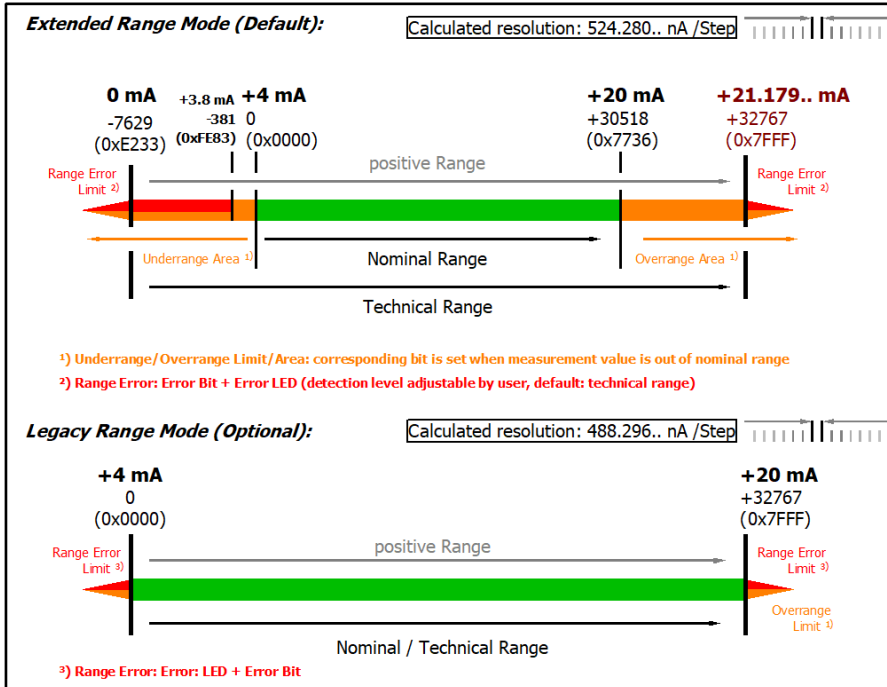 Extended Range Mode (Default):
Calculated resolution: 524.280.. nA /Step
0 mA
-7629
(0xE233)
+3.8 mA
-381
(0xFE83)
+4 mA
0
(0x0000)
+20 mA
+30518
(0x7736)
+21.179.. mA
+32767
(0x7FFF)
positive Range
Range Error
Limit ²⁾
Range Error
Limit ²⁾
Underrange Area ¹⁾
Nominal Range
Overrange Area ¹⁾
Technical Range
¹) Underrange/Overrange Limit/Area: corresponding bit is set when measurement value is out of nominal range
²) Range Error: Error Bit + Error LED (detection level adjustable by user, default: technical range)
Legacy Range Mode (Optional):
Calculated resolution: 488.296.. nA /Step
+4 mA
0
(0x0000)
+20 mA
+32767
(0x7FFF)
positive Range
Range Error
Limit ³⁾
Range Error
Limit ³⁾
Overrange
Limit ¹⁾
Nominal / Technical Range
³) Range Error: Error: LED + Error Bit